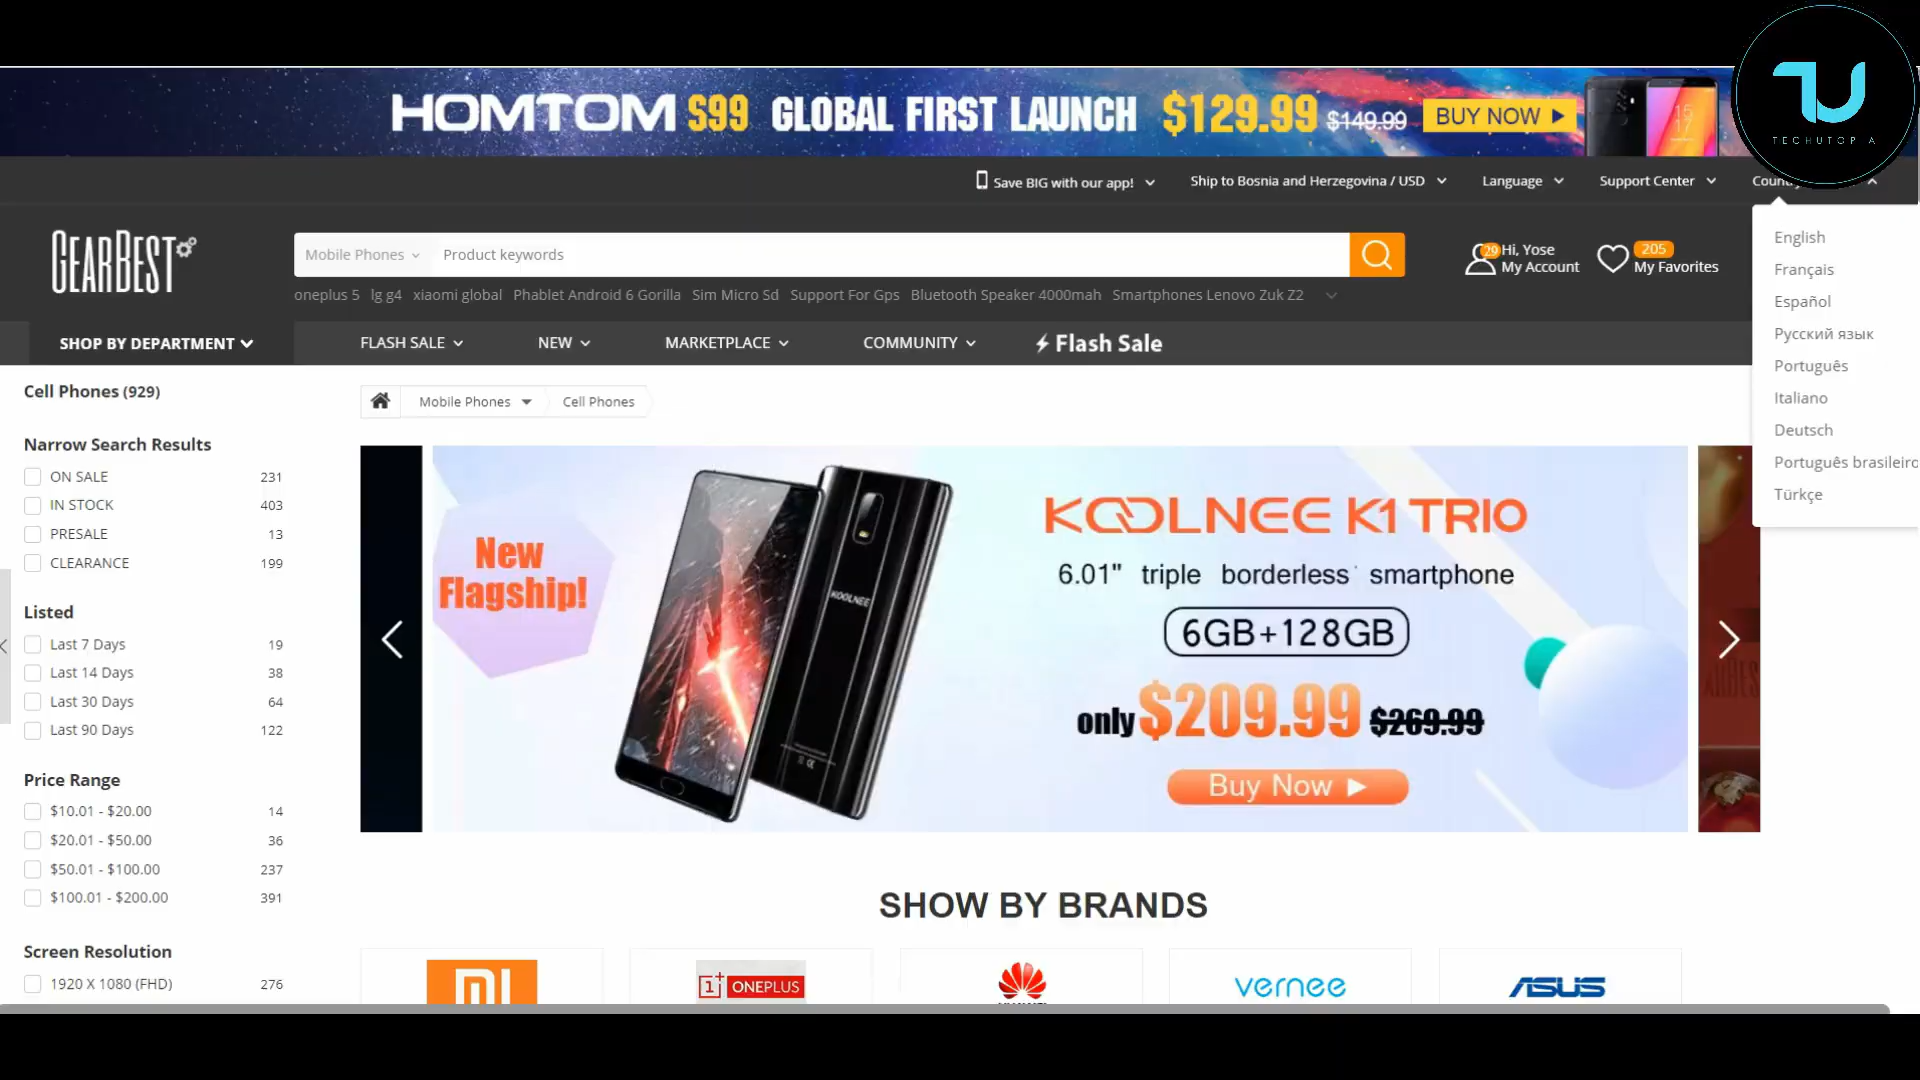 HOMTOM S99 GLOBAL FIRST LAUNCH $129.99 $149.99 BUY NOW
TECHUTOPIA
Save BIG with our app! Ship to Bosnia and Herzegovina / USD Language Support Center
GEARBEST
Mobile Phones Product keywords
29 Hi, Yose
My Account
205
My Favorites
oneplus 5 lg g4 xiaomi global Phablet Android 6 Gorilla Sim Micro Sd Support For Gps Bluetooth Speaker 4000mah Smartphones Lenovo Zuk Z2
SHOP BY DEPARTMENT FLASH SALE NEW MARKETPLACE COMMUNITY Flash Sale
English
Français
Español
Русский язык
Português
Italiano
Deutsch
Português brasileiro
Türkçe
Cell Phones (929)
Mobile Phones Cell Phones
Narrow Search Results
ON SALE 231
IN STOCK 403
PRESALE 13
CLEARANCE 199
Listed
Last 7 Days 19
Last 14 Days 38
Last 30 Days 64
Last 90 Days 122
Price Range
$10.01 - $20.00 14
$20.01 - $50.00 36
$50.01 - $100.00 237
$100.01 - $200.00 391
Screen Resolution
1920 X 1080 (FHD) 276
New
Flagship!
KOOLNEE
KOOLNEE K1 TRIO
6.01" triple borderless smartphone
6GB+128GB
only $209.99 $269.99
Buy Now
SHOW BY BRANDS
MI
1+ ONEPLUS
vernee
ASUS